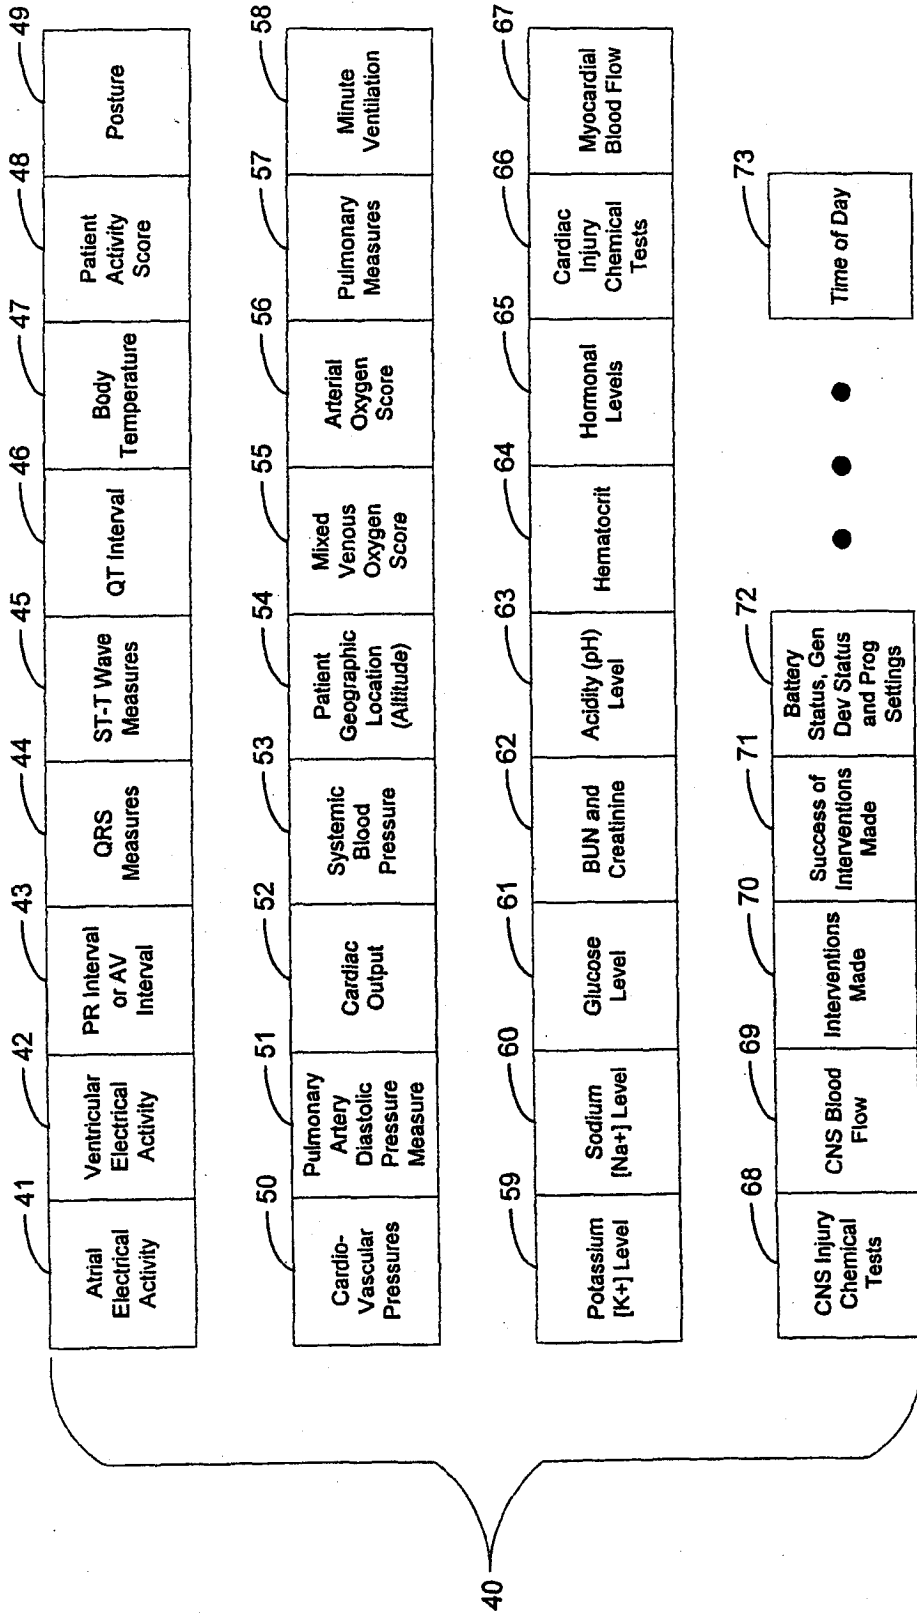 40
41
42
43
44
45
46
47
48
49
Atrial
Electrical
Activity
Ventricular
Electrical
Activity
PR Interval
or AV
Interval
QRS
Measures
ST-T Wave
Measures
QT Interval
Body
Temperature
Patient
Activity
Score
Posture
50
51
52
53
54
55
56
57
58
Cardio-
Vascular
Pressures
Pulmonary
Artery
Diastolic
Pressure
Measure
Cardiac
Output
Systemic
Blood
Pressure
Patient
Geographic
Location
(Altitude)
Mixed
Venous
Oxygen
Score
Arterial
Oxygen
Score
Pulmonary
Measures
Minute
Ventilation
59
60
61
62
63
64
65
66
67
Potassium
[K+] Level
Sodium
[Na+] Level
Glucose
Level
BUN and
Creatinine
Acidity (pH)
Level
Hematocrit
Hormonal
Levels
Cardiac
Injury
Chemical
Tests
Myocardial
Blood Flow
68
69
70
71
72
73
CNS Injury
Chemical
Tests
CNS Blood
Flow
Interventions
Made
Success of
Interventions
Made
Battery
Status, Gen
Dev Status
and Prog
Settings
Time of Day